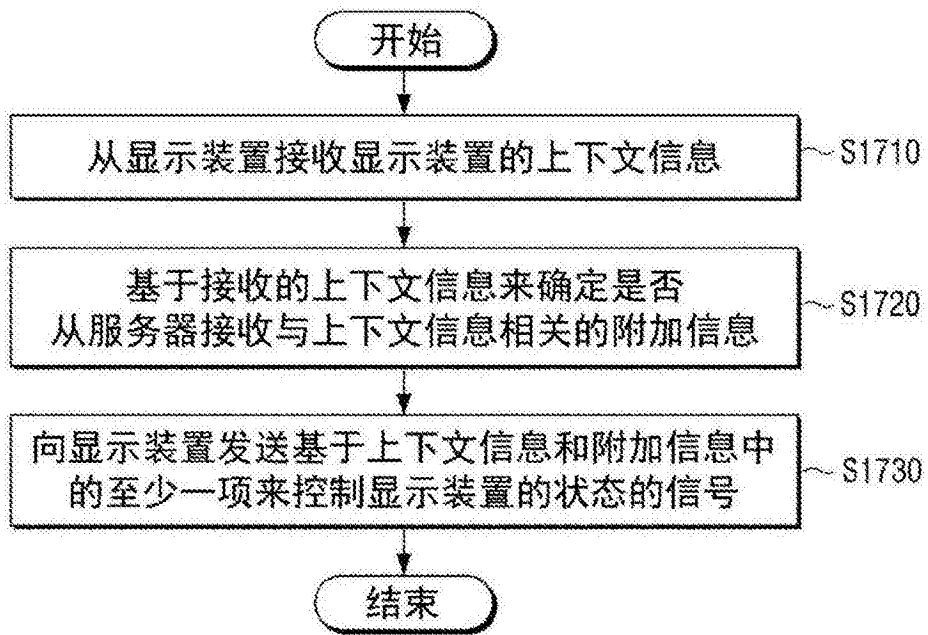 开始
从显示装置接收显示装置的上下文信息
S1710
基于接收的上下文信息来确定是否
从服务器接收与上下文信息相关的附加信息
S1720
向显示装置发送基于上下文信息和附加信息中
的至少一项来控制显示装置的状态的信号
S1730
结束